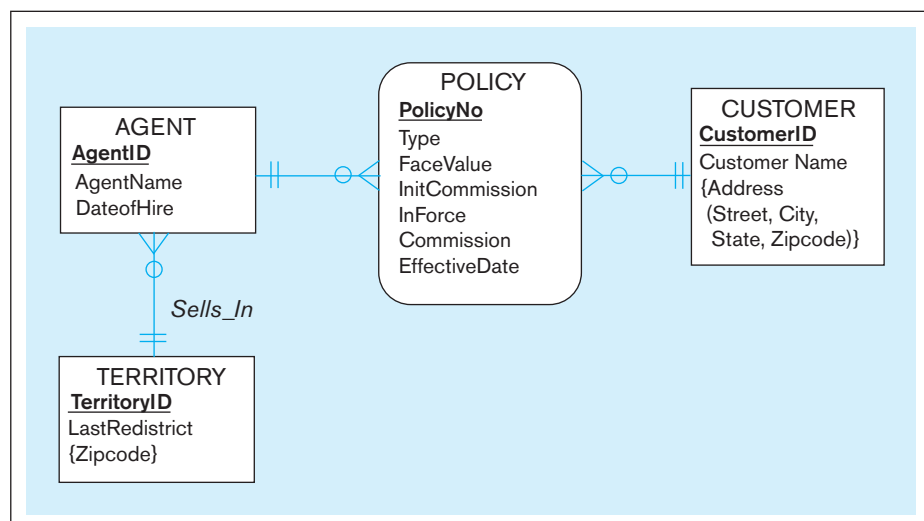 POLICY
PolicyNo
Type
FaceValue
InitCommission
InForce
Commission
EffectiveDate
AGENT
AgentID
AgentName
DateofHire
CUSTOMER
CustomerID
Customer Name
{Address
(Street, City,
State, Zipcode)}
Sells_In
TERRITORY
TerritoryID
LastRedistrict
{Zipcode}